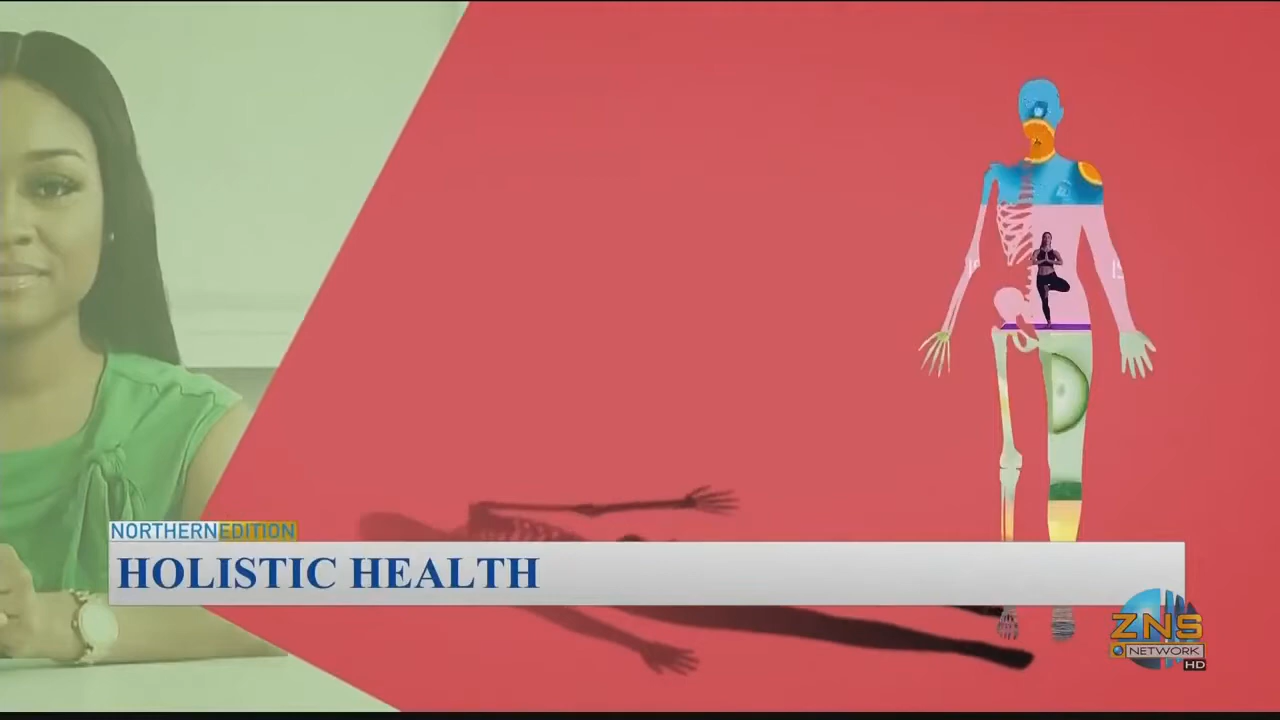 NORTHERNEDITION
HOLISTIC HEALTH
ZNS
NETWORK
HD